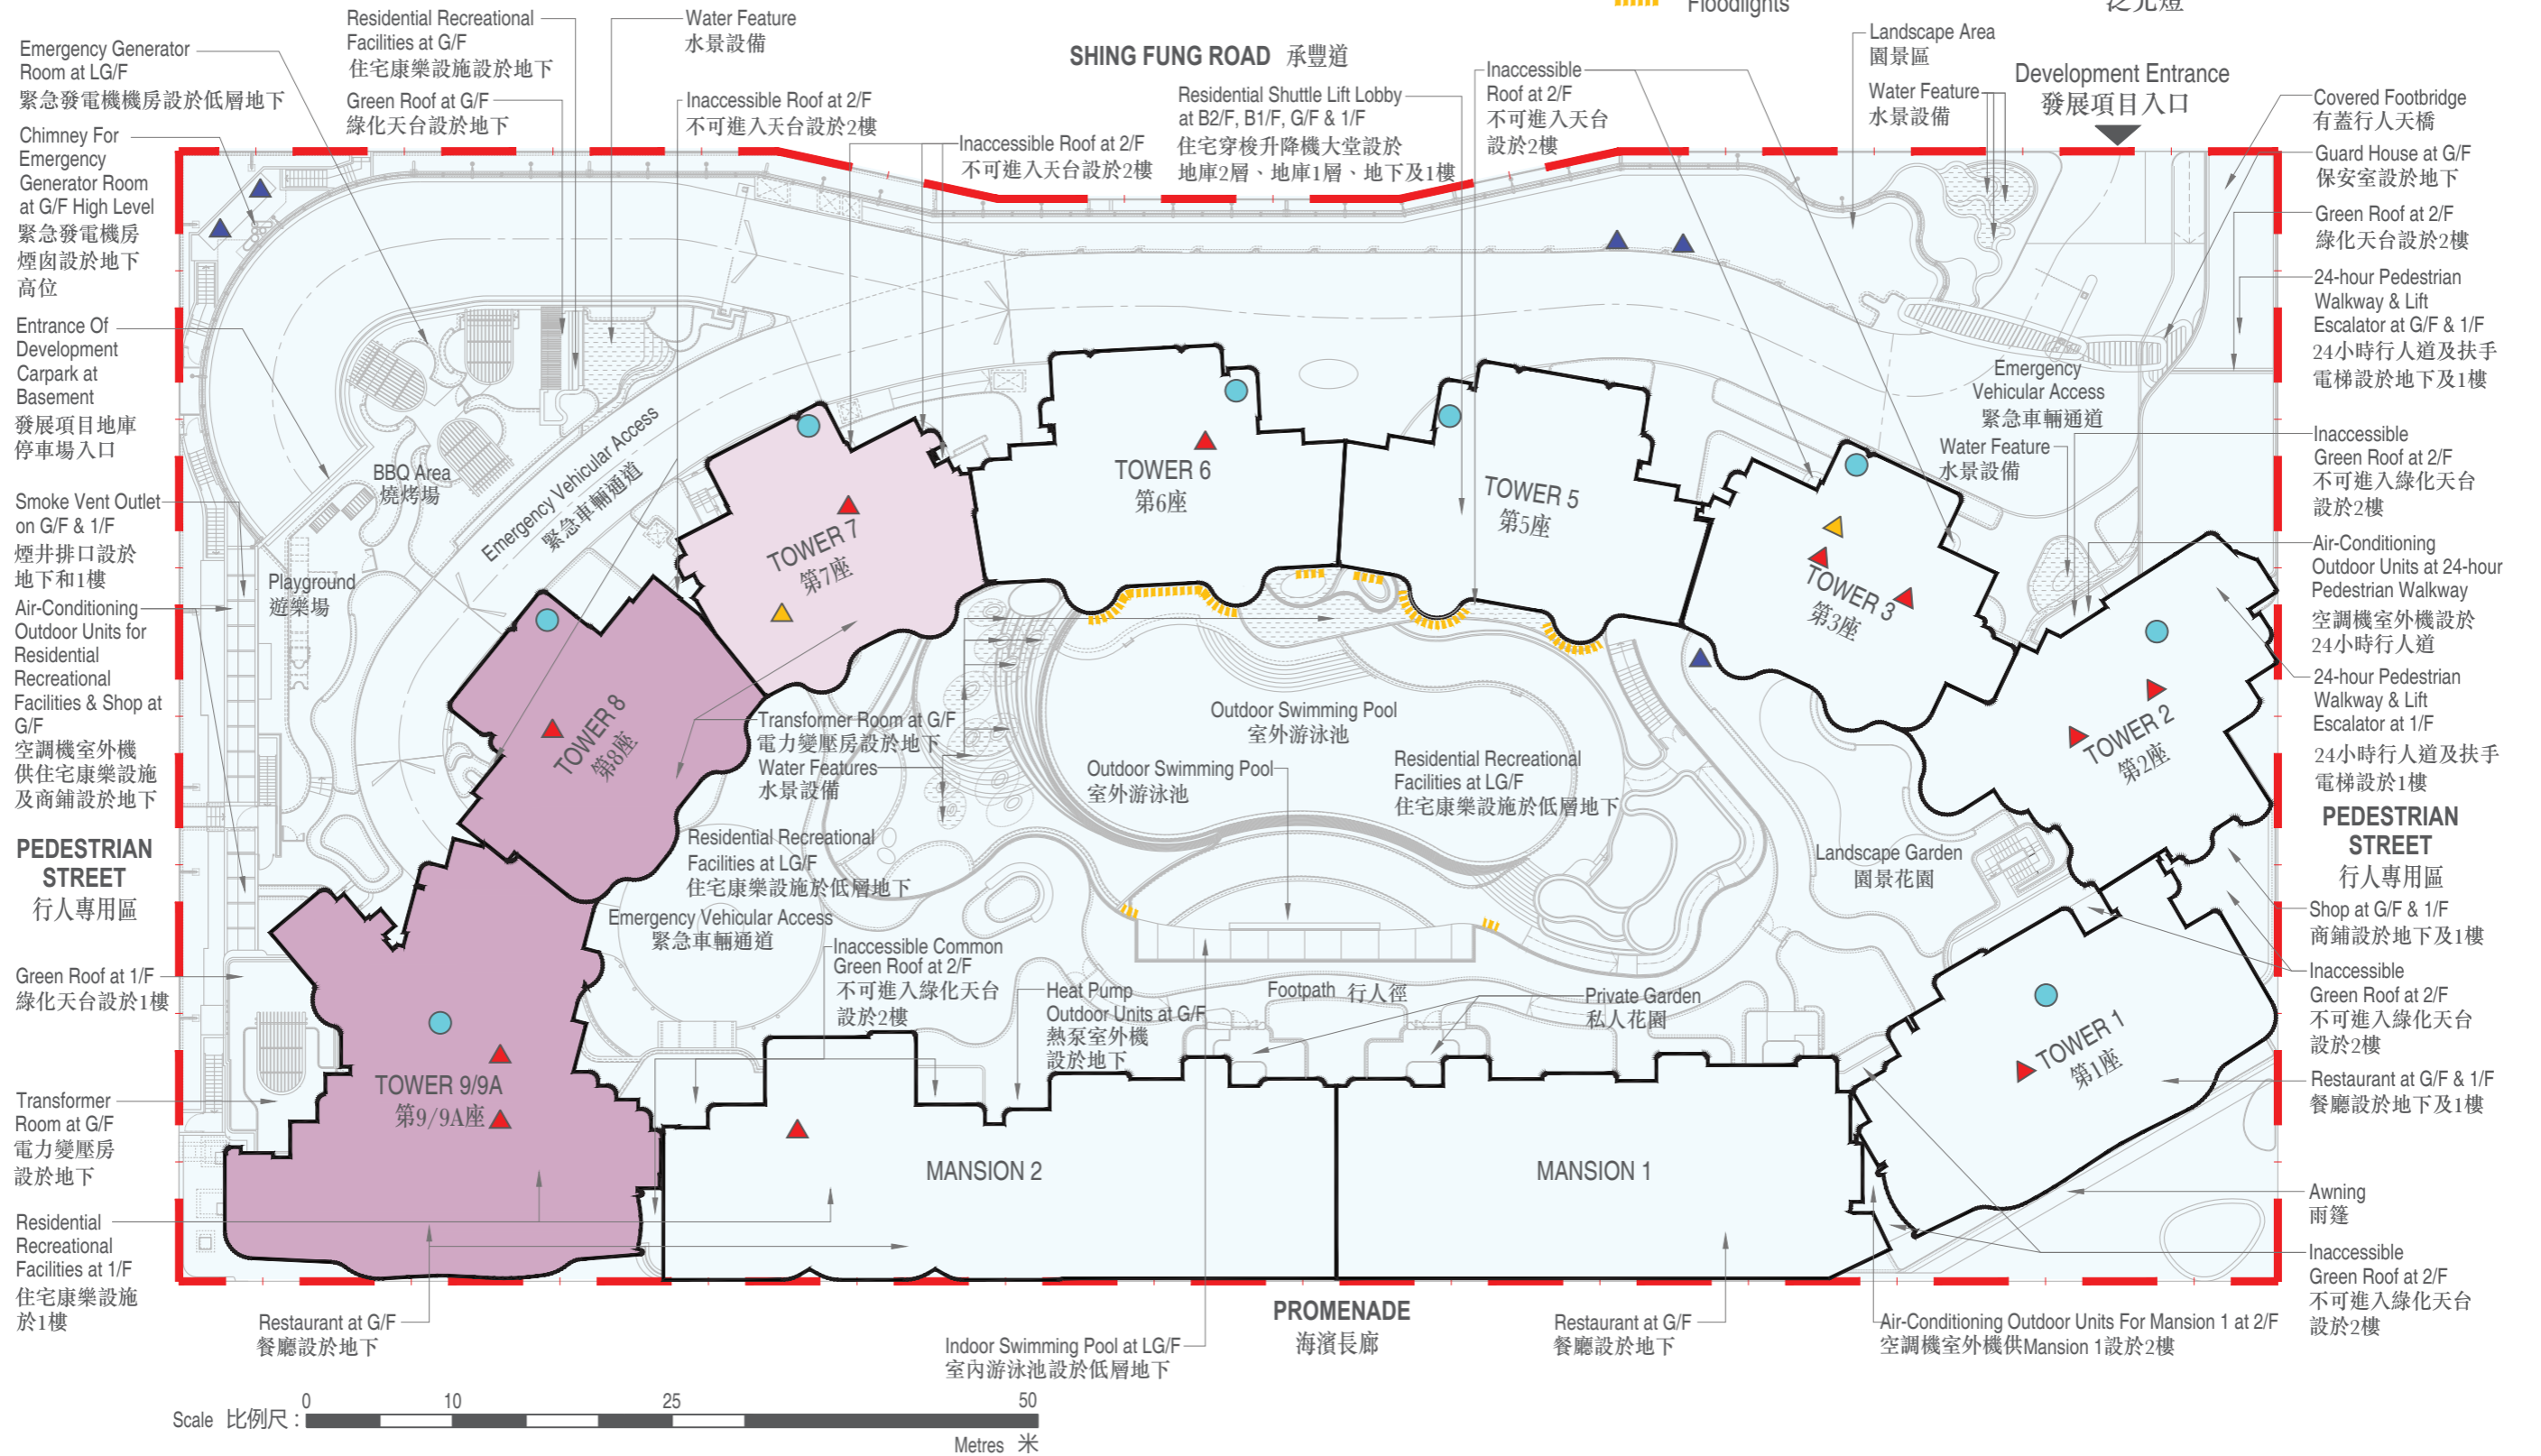 Floodlights
泛光燈
Emergency Generator
Room at LG/F
緊急發電機機房設於低層地下
Residential Recreational
Facilities at G/F
住宅康樂設施設於地下
Water Feature
水景設備
SHING FUNG ROAD 承豐道
Landscape Area
園景區
Development Entrance
發展項目入口
Green Roof at G/F
綠化天台設於地下
Inaccessible Roof at 2/F
不可進入天台設於2樓
Inaccessible Roof at 2/F
不可進入天台設於2樓
Residential Shuttle Lift Lobby
at B2/F, B1/F, G/F & 1/F
住宅穿梭升降機大堂設於
地庫2層、地庫1層、地下及1樓
Inaccessible
Roof at 2/F
不可進入天台
設於2樓
Water Feature
水景設備
Covered Footbridge
有蓋行人天橋
Guard House at G/F
保安室設於地下
Green Roof at 2/F
綠化天台設於2樓
24-hour Pedestrian
Walkway & Lift
Escalator at G/F & 1/F
24小時行人道及扶手
電梯設於地下及1樓
Chimney For
Emergency
Generator Room
at G/F High Level
緊急發電機房
煙囪設於地下
高位
Entrance Of
Development
Carpark at
Basement
發展項目地庫
停車場入口
Smoke Vent Outlet
on G/F & 1/F
煙井排口設於
地下和1樓
Air-Conditioning
Outdoor Units for
Residential
Recreational
Facilities & Shop at
G/F
空調機室外機
供住宅康樂設施
及商鋪設於地下
PEDESTRIAN
STREET
行人專用區
Green Roof at 1/F
綠化天台設於1樓
Transformer
Room at G/F
電力變壓房
設於地下
Residential
Recreational
Facilities at 1/F
住宅康樂設施
於1樓
BBQ Area
燒烤場
Playground
遊樂場
Emergency Vehicular Access
緊急車輛通道
TOWER 7
第7座
TOWER 6
第6座
TOWER 5
第5座
TOWER 3
第3座
Emergency
Vehicular Access
緊急車輛通道
Water Feature
水景設備
TOWER 8
第8座
TOWER 2
第2座
Transformer Room at G/F
電力變壓房設於地下
Water Features
水景設備
Outdoor Swimming Pool
室外游泳池
Outdoor Swimming Pool
室外游泳池
Residential Recreational
Facilities at LG/F
住宅康樂設施於低層地下
Residential Recreational
Facilities at LG/F
住宅康樂設施於低層地下
Landscape Garden
園景花園
Emergency Vehicular Access
緊急車輛通道
Inaccessible Common
Green Roof at 2/F
不可進入綠化天台
設於2樓
Heat Pump
Outdoor Units at G/F
熱泵室外機
設於地下
Footpath 行人徑
Private Garden
私人花園
TOWER 9/9A
第9/9A座
TOWER 1
第1座
MANSION 2
MANSION 1
Inaccessible
Green Roof at 2/F
不可進入綠化天台
設於2樓
Air-Conditioning
Outdoor Units at 24-hour
Pedestrian Walkway
空調機室外機設於
24小時行人道
24-hour Pedestrian
Walkway & Lift
Escalator at 1/F
24小時行人道及扶手
電梯設於1樓
PEDESTRIAN
STREET
行人專用區
Shop at G/F & 1/F
商鋪設於地下及1樓
Inaccessible
Green Roof at 2/F
不可進入綠化天台
設於2樓
Restaurant at G/F & 1/F
餐廳設於地下及1樓
Awning
雨篷
Inaccessible
Green Roof at 2/F
不可進入綠化天台
設於2樓
Restaurant at G/F
餐廳設於地下
Indoor Swimming Pool at LG/F
室內游泳池設於低層地下
PROMENADE
海濱長廊
Restaurant at G/F
餐廳設於地下
Air-Conditioning Outdoor Units For Mansion 1 at 2/F
空調機室外機供Mansion 1設於2樓
Scale 比例尺：
0 10 25 50
Metres 米